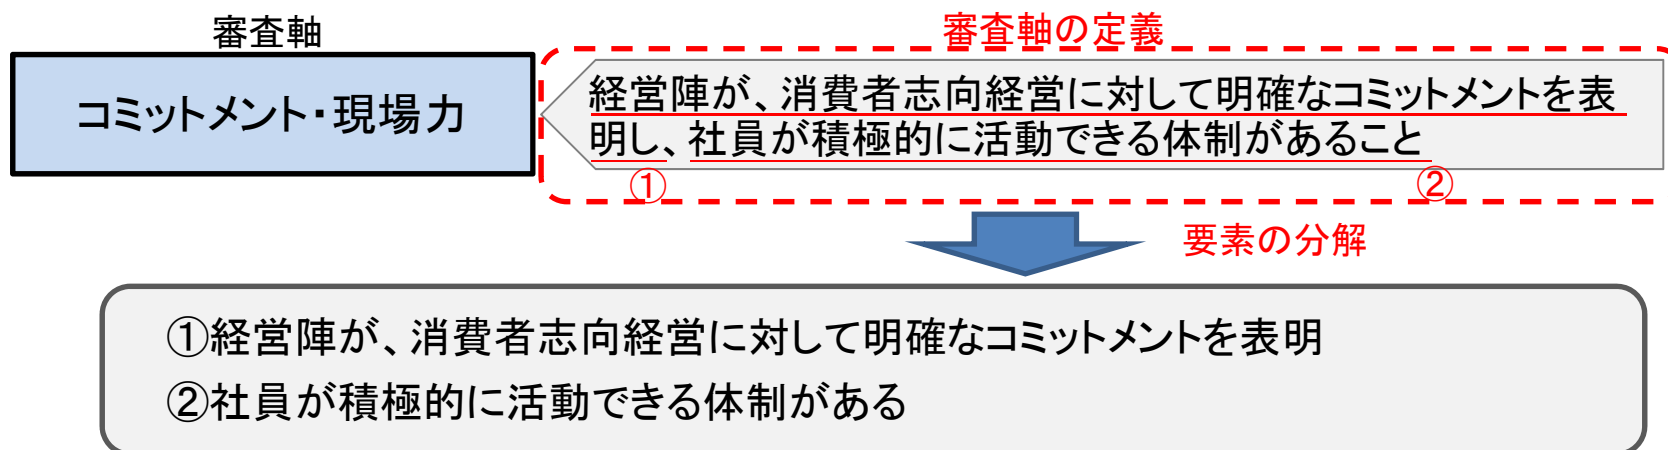 審査軸
審査軸の定義
コミットメント・現場力
経営陣が、消費者志向経営に対して明確なコミットメントを表
明し、社員が積極的に活動できる体制があること
①
②
要素の分解
①経営陣が、消費者志向経営に対して明確なコミットメントを表明
②社員が積極的に活動できる体制がある